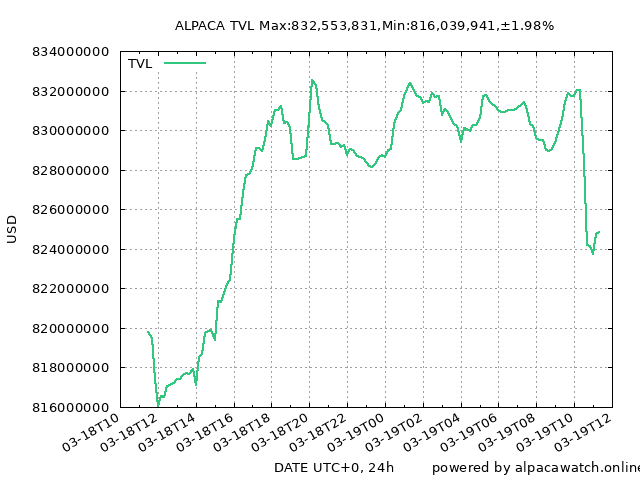 ALPACA TVL Max:832,553,831,Min:816,039,941,±1.98%
TVL
834000000
832000000
830000000
828000000
826000000
824000000
822000000
820000000
818000000
816000000
USD
03-18T10
03-18T12
03-18T14
03-18T16
03-18T18
03-18T20
03-18T22
03-19T00
03-19T02
03-19T04
03-19T06
03-19T08
03-19T10
03-19T12
DATE UTC+0, 24h
powered by alpacawatch.online